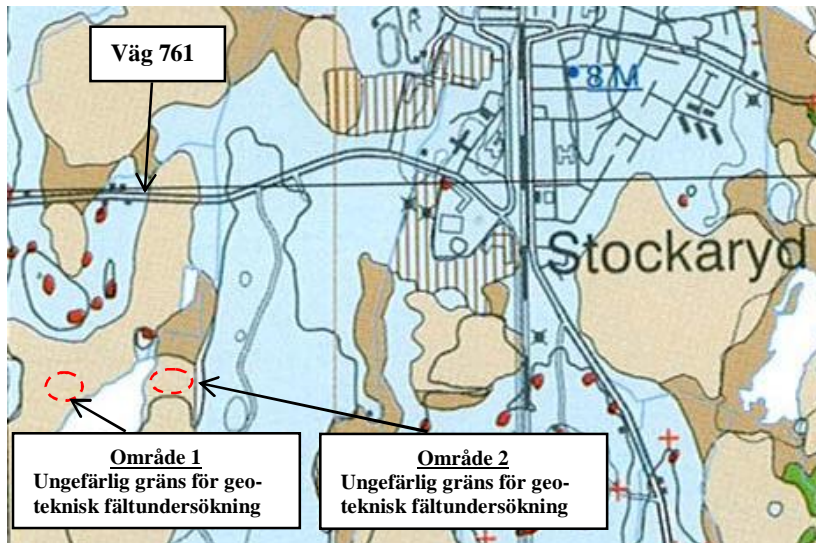 Väg 761
8 M
Stockaryd
Område 1
Ungefärlig gräns för geo-
teknisk fältundersökning
Område 2
Ungefärlig gräns för geo-
teknisk fältundersökning